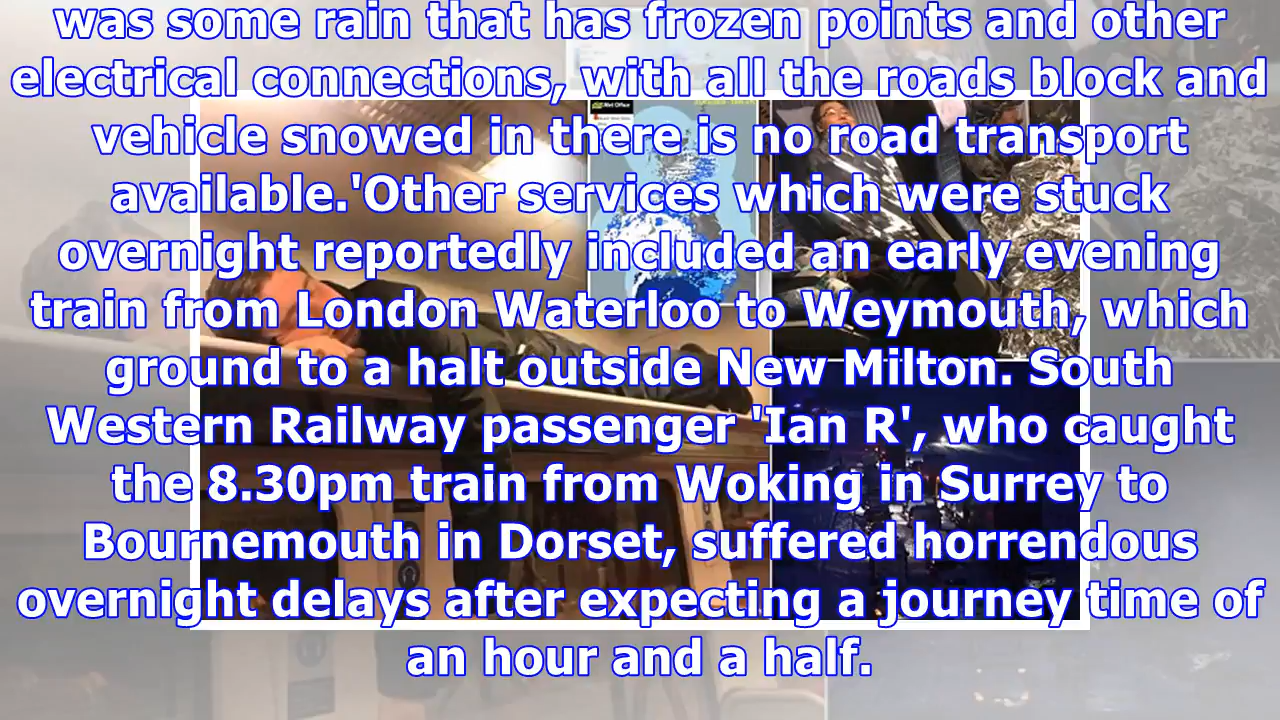 was some rain that has frozen points and other
electrical connections, with all the roads block and
vehicle snowed in there is no road transport
available.'Other services which were stuck
overnight reportedly included an early evening
train from London Waterloo to Weymouth, which
ground to a halt outside New Milton. South
Western Railway passenger 'Ian R', who caught
the 8.30pm train from Woking in Surrey to
Bournemouth in Dorset, suffered horrendous
overnight delays after expecting a journey time of
an hour and a half.
Met Office